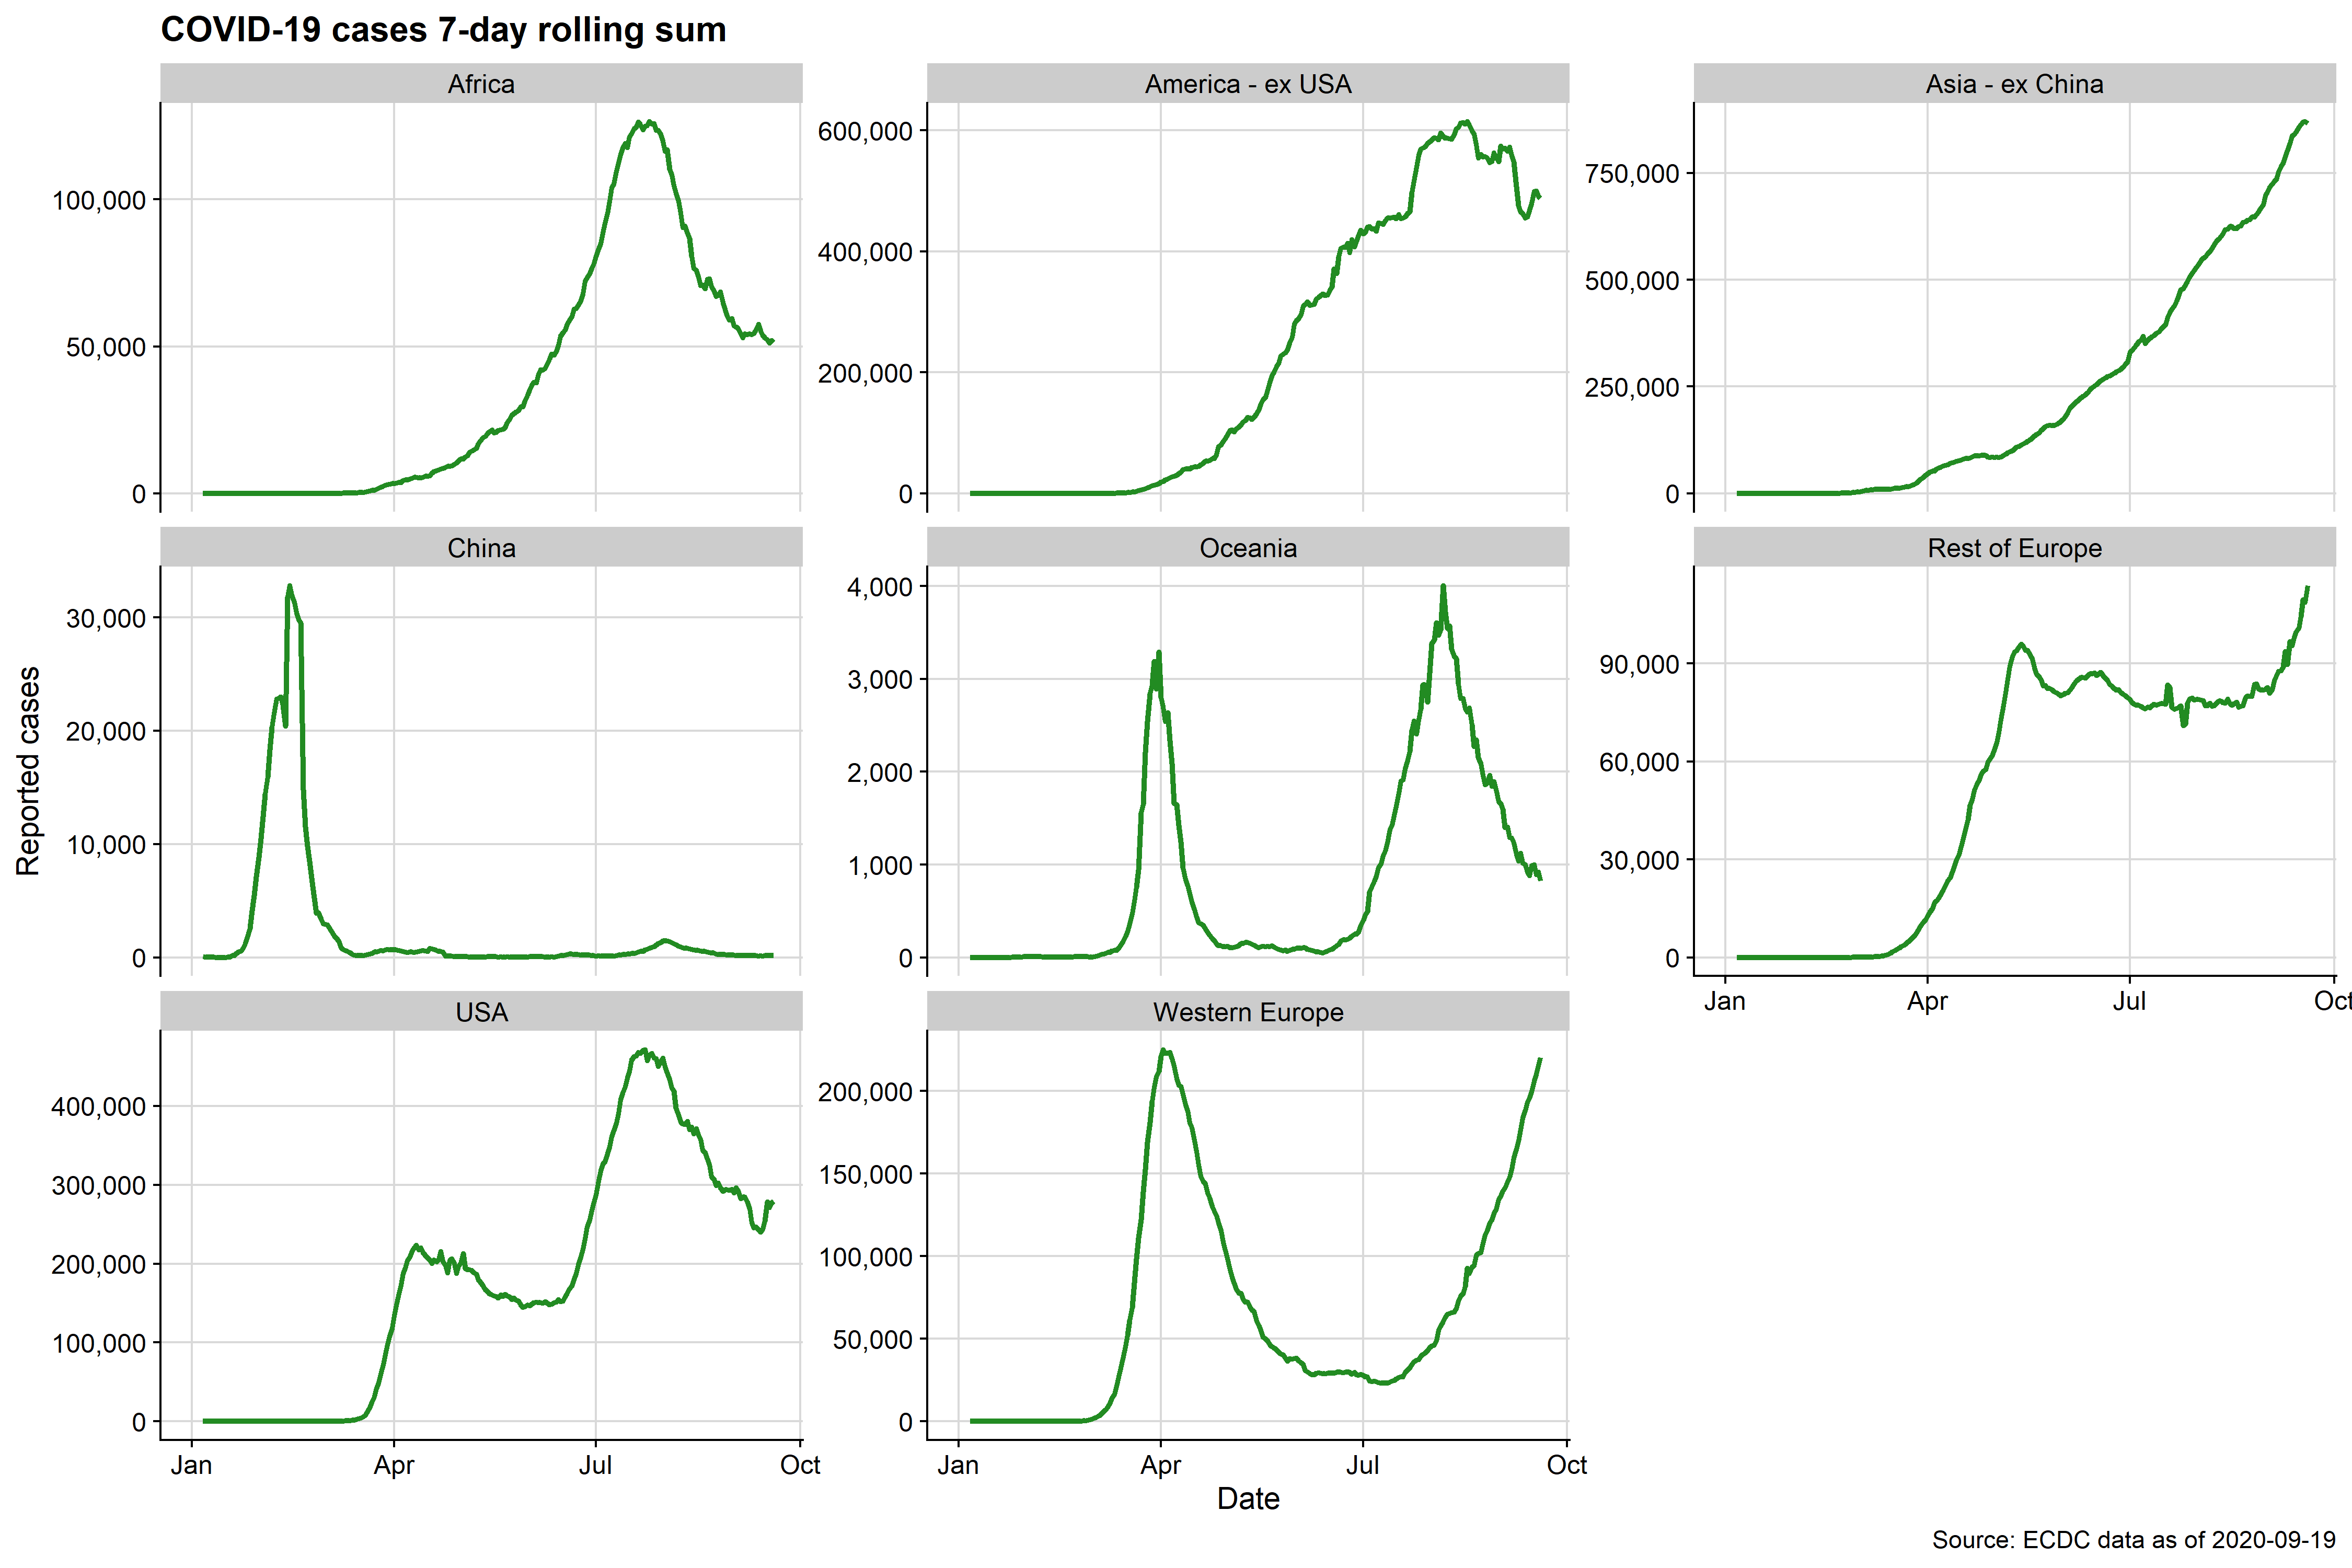 COVID-19 cases 7-day rolling sum
Africa
America - ex USA
Asia - ex China
100,000
50,000
0
600,000
400,000
200,000
0
750,000
500,000
250,000
0
China
Oceania
Rest of Europe
Reported cases
30,000
20,000
10,000
0
4,000
3,000
2,000
1,000
0
90,000
60,000
30,000
0
Jan Apr Jul Oct
USA
Western Europe
400,000
300,000
200,000
100,000
0
200,000
150,000
100,000
50,000
0
Jan Apr Jul Oct
Jan Apr Jul Oct
Date
Source: ECDC data as of 2020-09-19